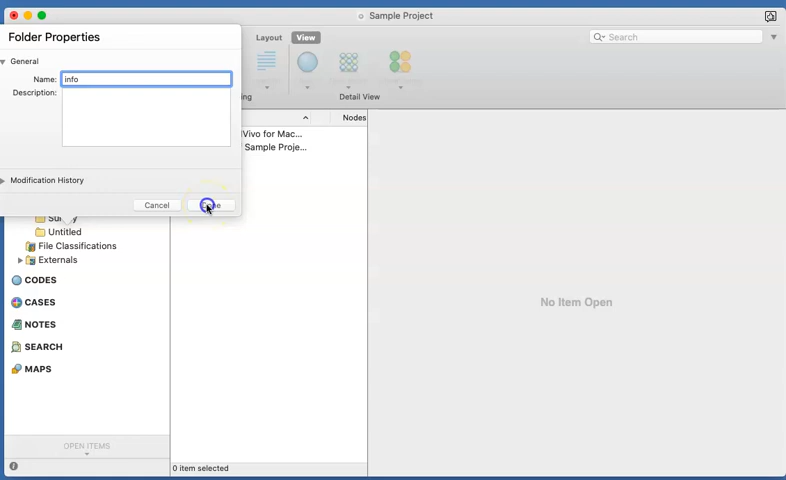 Sample Project
Folder Properties
Layout View
Search
General
Name: info
Description:
ing Detail View
Nodes
Vivo for Mac...
Sample Proje...
Modification History
Cancel
Untitled
File Classifications
Externals
CODES
CASES
NOTES
SEARCH
MAPS
No Item Open
OPEN ITEMS
0 item selected